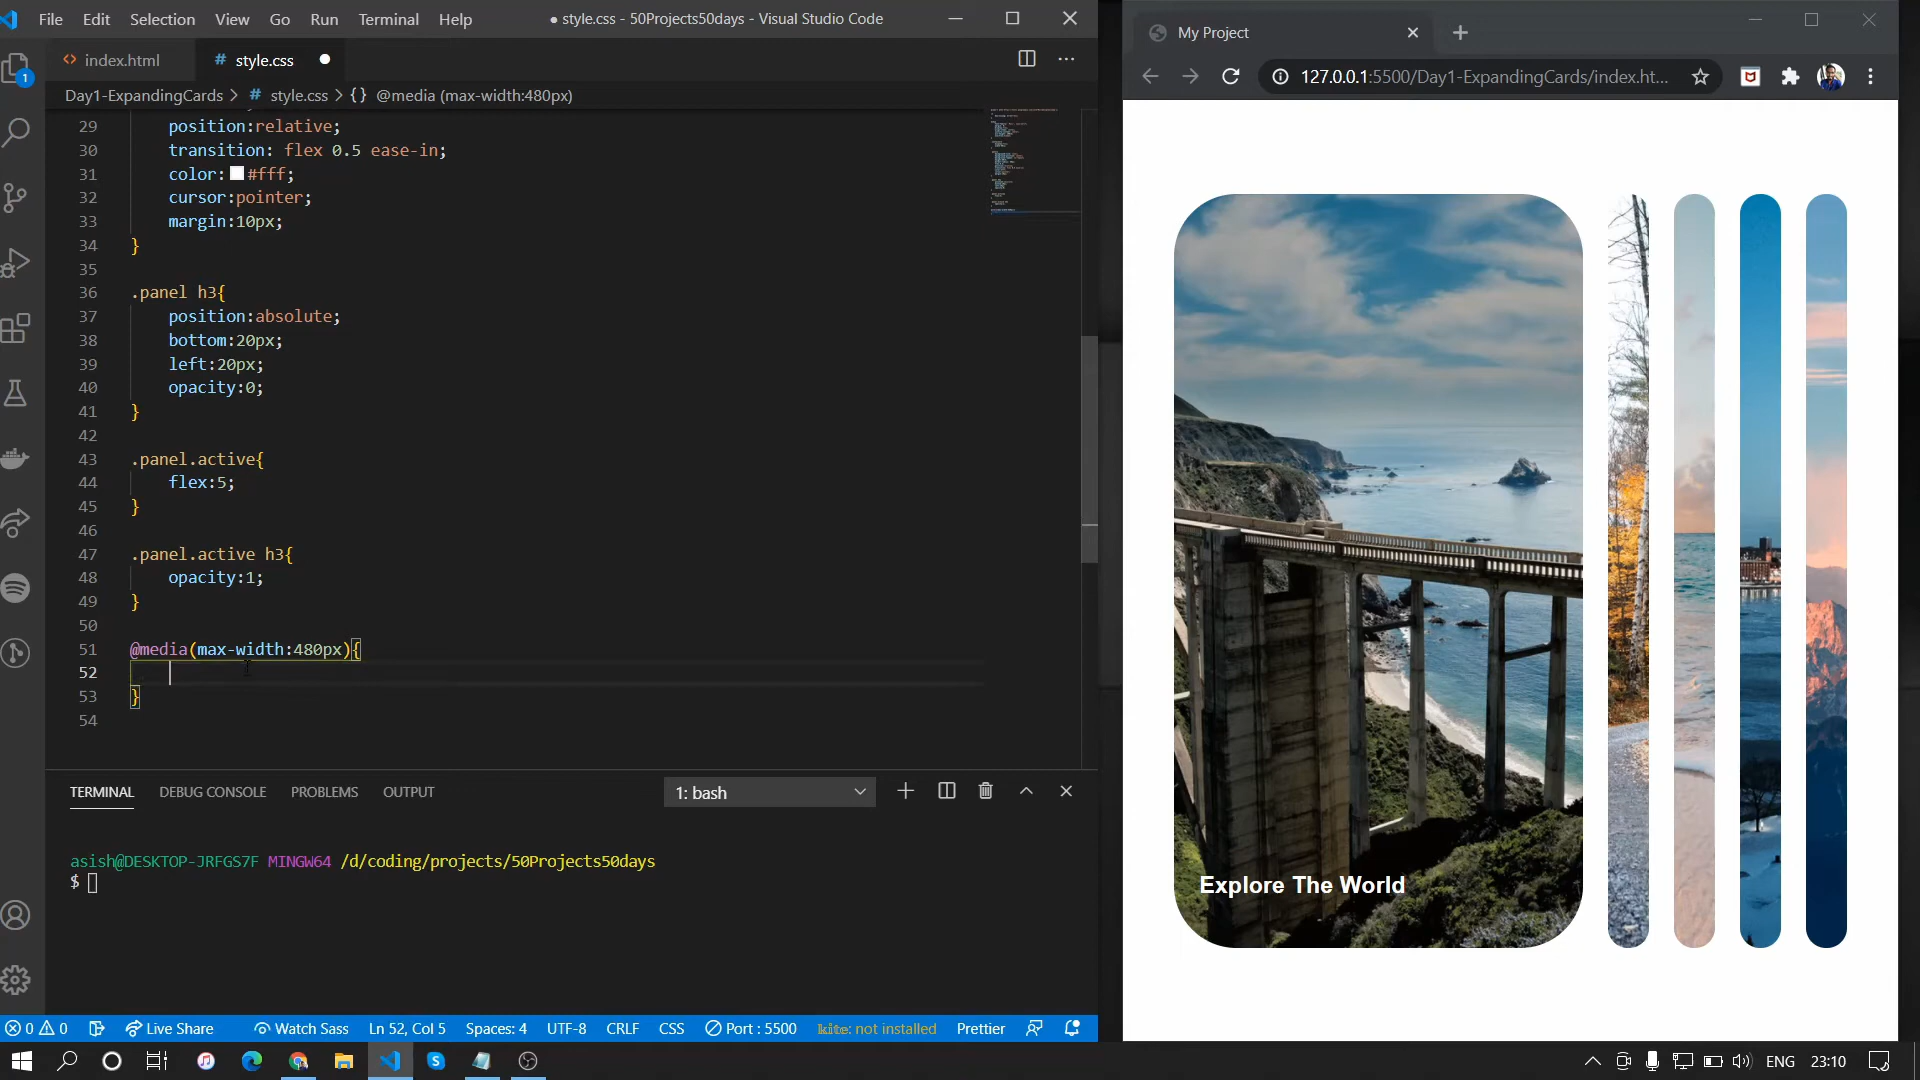 File Edit Selection View Go Run Terminal Help ● style.css - 50Projects50days - Visual Studio Code
<> index.html # style.css ●
Day1-ExpandingCards > # style.css > {} @media (max-width:480px)
29 position:relative;
30 transition: flex 0.5 ease-in;
31 color: #fff;
32 cursor:pointer;
33 margin:10px;
34 }
35
36 .panel h3{
37 position:absolute;
38 bottom:20px;
39 left:20px;
40 opacity:0;
41 }
42
43 .panel.active{
44 flex:5;
45 }
46
47 .panel.active h3{
48 opacity:1;
49 }
50
51 @media(max-width:480px){
52
53 }
54
1
TERMINAL DEBUG CONSOLE PROBLEMS OUTPUT 1: bash
asish@DESKTOP-JRFGS7F MINGW64 /d/coding/projects/50Projects50days
$
0 0 Live Share Watch Sass Ln 52, Col 5 Spaces: 4 UTF-8 CRLF CSS Port : 5500 kite: not installed Prettier
My Project
127.0.0.1:5500/Day1-ExpandingCards/index.ht...
Explore The World
ENG 23:10